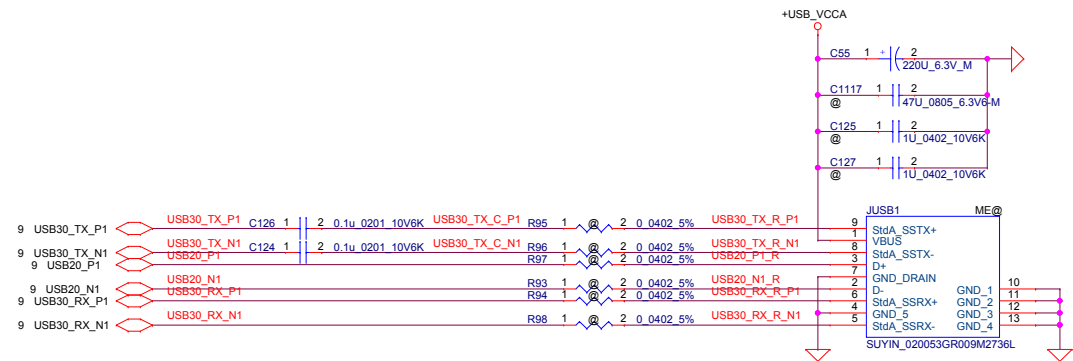 +USB_VCCA
C55 1 + 2
220U_6.3V_M
C1117 1 2
@ 47U_0805_6.3V6-M
C125 1 2
@ 1U_0402_10V6K
C127 1 2
@ 1U_0402_10V6K
JUSB1 ME@
9 USB30_TX_P1 USB30_TX_P1 C126 1 2 0.1u_0201_10V6K USB30_TX_C_P1 R95 1 @ 2 0_0402_5% USB30_TX_R_P1 9 StdA_SSTX+
1 VBUS
9 USB30_TX_N1 USB30_TX_N1 C124 1 2 0.1u_0201_10V6K USB30_TX_C_N1 R96 1 @ 2 0_0402_5% USB30_TX_R_N1 8 StdA_SSTX-
9 USB20_P1 USB20_P1 R97 1 @ 2 0_0402_5% USB20_P1_R 3 D+
7 GND_DRAIN
9 USB20_N1 USB20_N1 R93 1 @ 2 0_0402_5% USB20_N1_R 2 D- GND_1 10
9 USB30_RX_P1 USB30_RX_P1 R94 1 @ 2 0_0402_5% USB30_RX_R_P1 6 StdA_SSRX+ GND_2 11
4 GND_5 GND_3 12
9 USB30_RX_N1 USB30_RX_N1 R98 1 @ 2 0_0402_5% USB30_RX_R_N1 5 StdA_SSRX- GND_4 13
SUYIN_020053GR009M2736L